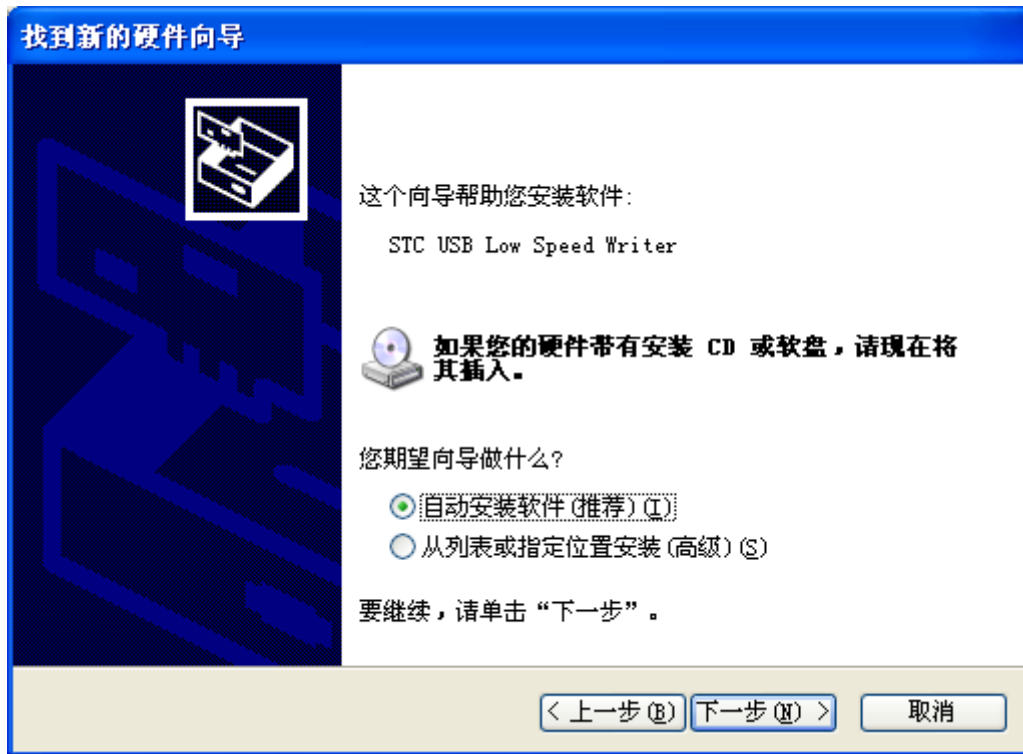 找到新的硬件向导
这个向导帮助您安装软件:
STC USB Low Speed Writer
如果您的硬件带有安装 CD 或软盘，请现在将
其插入。
您期望向导做什么?
自动安装软件(推荐)(I)
从列表或指定位置安装(高级)(S)
要继续，请单击“下一步”。
< 上一步(B) 下一步(N) > 取消